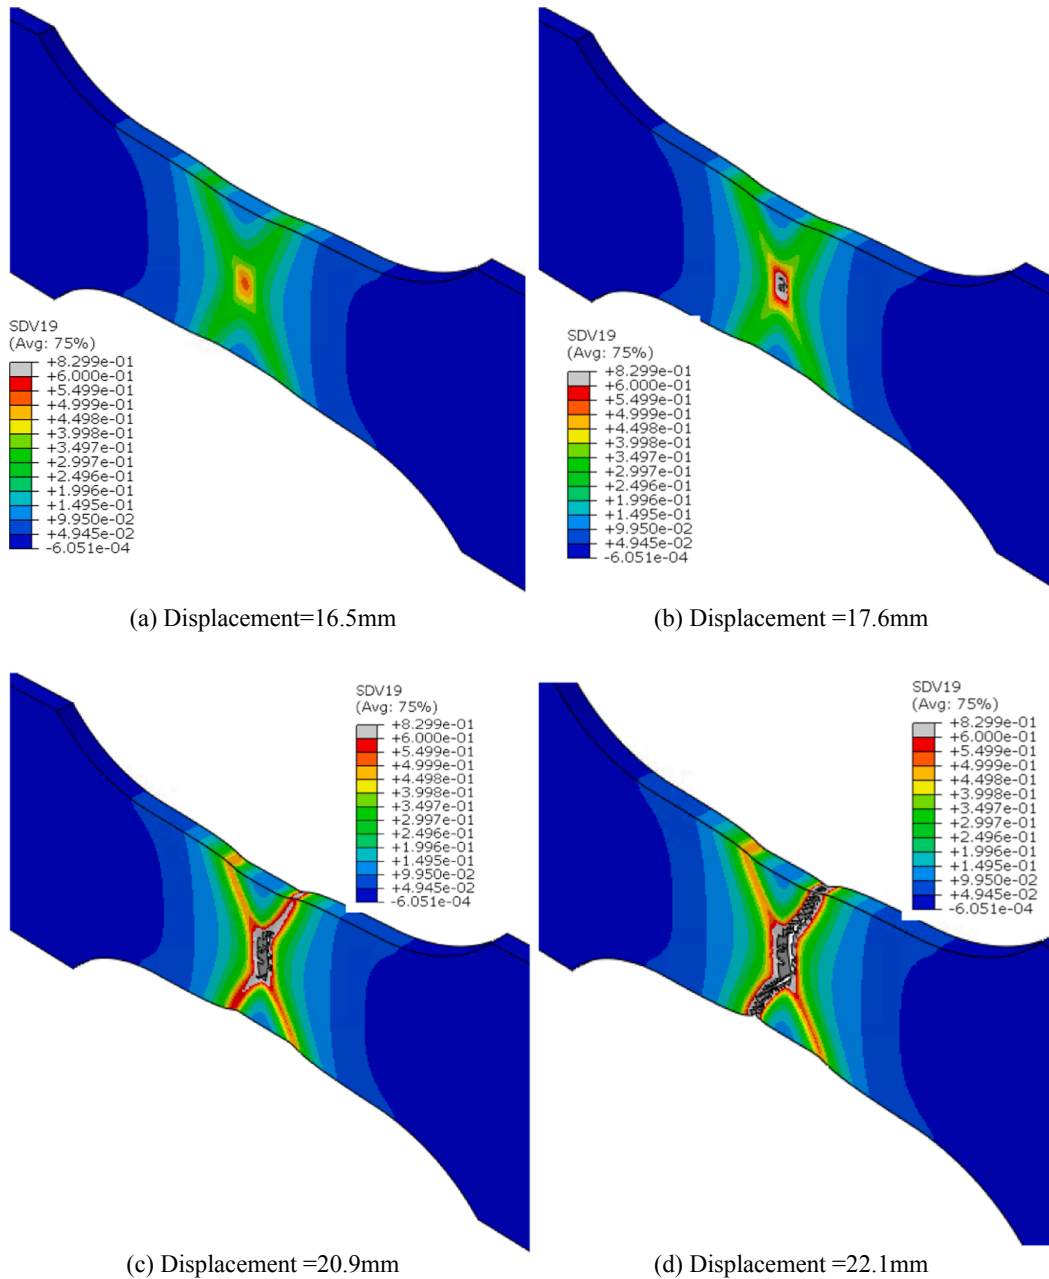 SDV19
(Avg: 75%)
+8.299e-01
+6.000e-01
+5.499e-01
+4.999e-01
+4.498e-01
+3.998e-01
+3.497e-01
+2.997e-01
+2.496e-01
+1.996e-01
+1.495e-01
+9.950e-02
+4.945e-02
-6.051e-04
(a) Displacement=16.5mm
SDV19
(Avg: 75%)
+8.299e-01
+6.000e-01
+5.499e-01
+4.999e-01
+4.498e-01
+3.998e-01
+3.497e-01
+2.997e-01
+2.496e-01
+1.996e-01
+1.495e-01
+9.950e-02
+4.945e-02
-6.051e-04
(b) Displacement =17.6mm
SDV19
(Avg: 75%)
+8.299e-01
+6.000e-01
+5.499e-01
+4.999e-01
+4.498e-01
+3.998e-01
+3.497e-01
+2.997e-01
+2.496e-01
+1.996e-01
+1.495e-01
+9.950e-02
+4.945e-02
-6.051e-04
(c) Displacement =20.9mm
SDV19
(Avg: 75%)
+8.299e-01
+6.000e-01
+5.499e-01
+4.999e-01
+4.498e-01
+3.998e-01
+3.497e-01
+2.997e-01
+2.496e-01
+1.996e-01
+1.495e-01
+9.950e-02
+4.945e-02
-6.051e-04
(d) Displacement =22.1mm